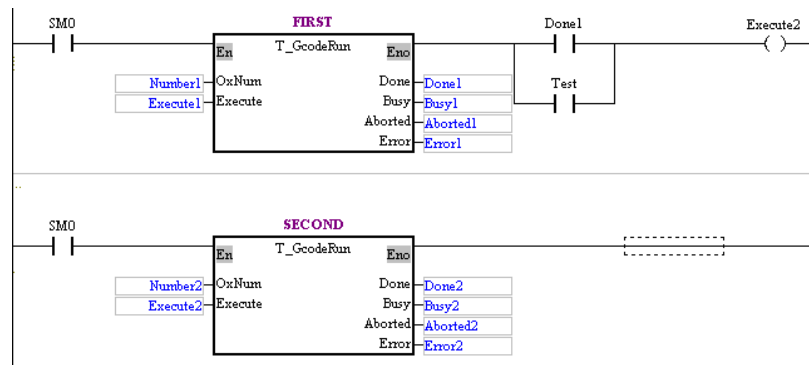 SM0 FIRST Done1 Execute2
En T_GcodeRun Eno
Number1 OxNum Done Done1 Test
Execute1 Execute Busy Busy1
Aborted Aborted1
Error Error1
..
SM0 SECOND
En T_GcodeRun Eno
Number2 OxNum Done Done2
Execute2 Execute Busy Busy2
Aborted Aborted2
Error Error2